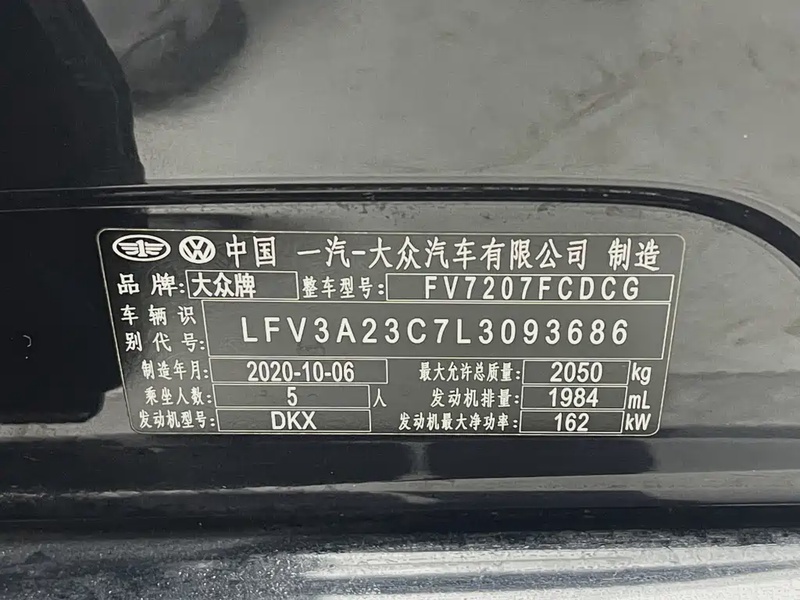 中国 一汽-大众汽车有限公司 制造
品牌: 大众牌 整车型号: FV7207FCDCG
车辆识别代号: LFV3A23C7L3093686
制造年月: 2020-10-06 最大允许总质量: 2050 kg
乘坐人数: 5 人 发动机排量: 1984 mL
发动机型号: DKX 发动机最大净功率: 162 kW